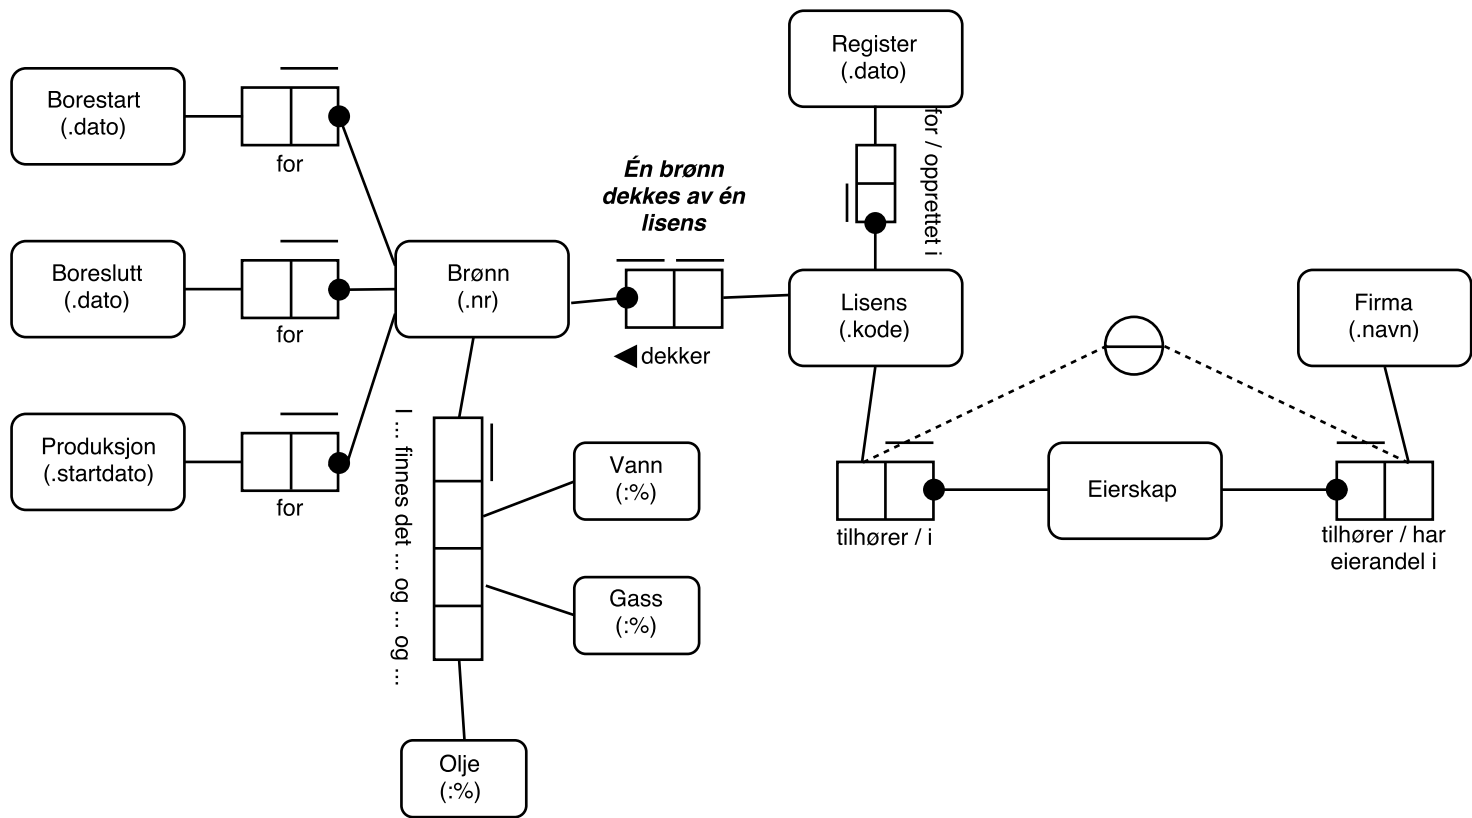 Register
(.dato)
Borestart
(.dato)
for
for / opprettet i
Én brønn
dekkes av én
lisens
Boreslutt
(.dato)
for
Brønn
(.nr)
dekker
Lisens
(.kode)
Firma
(.navn)
Produksjon
(.startdato)
for
I ... finnes det ... og ... og ...
Vann
(:%)
Gass
(:%)
Olje
(:%)
tilhører / i
Eierskap
tilhører / har
eierandel i